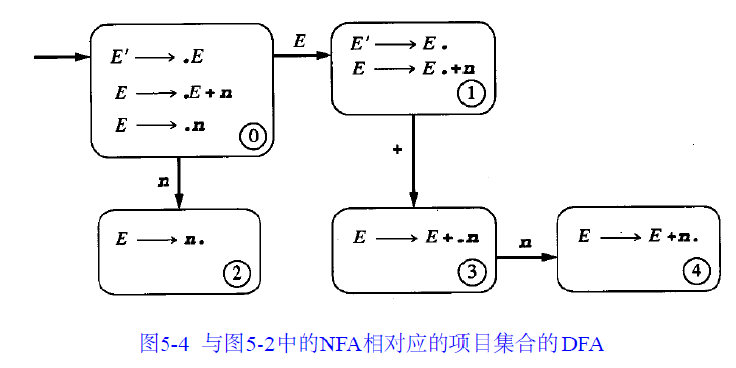 E' → .E
E → .E+n
E → .n
0
E
E' → E.
E → E.+n
1
n
+
E → n.
2
E → E+.n
3
n
E → E+n.
4
图5-4 与图5-2中的NFA相对应的项目集合的DFA